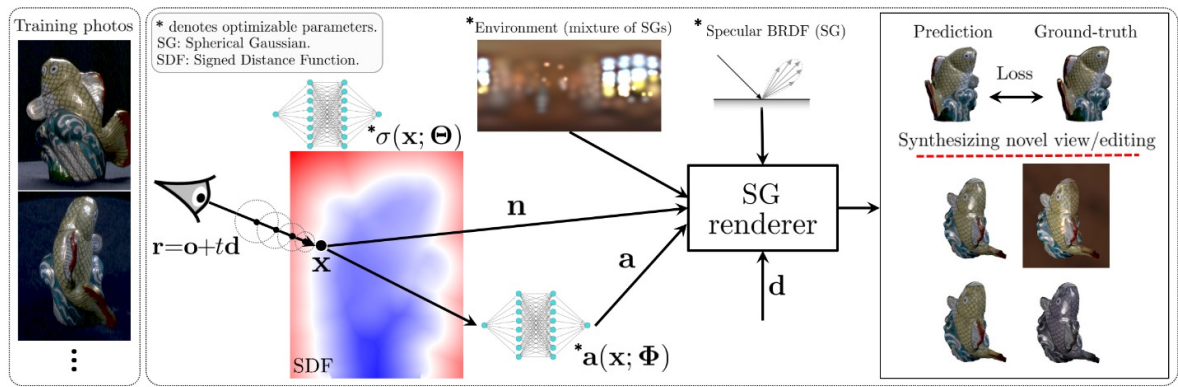 Training photos
* denotes optimizable parameters.
SG: Spherical Gaussian.
SDF: Signed Distance Function.
*σ(x; Θ)
r=o+td
x
SDF
*Environment (mixture of SGs)
*Specular BRDF (SG)
n
a
*a(x; Φ)
SG
renderer
d
Prediction
Ground-truth
Loss
Synthesizing novel view/editing